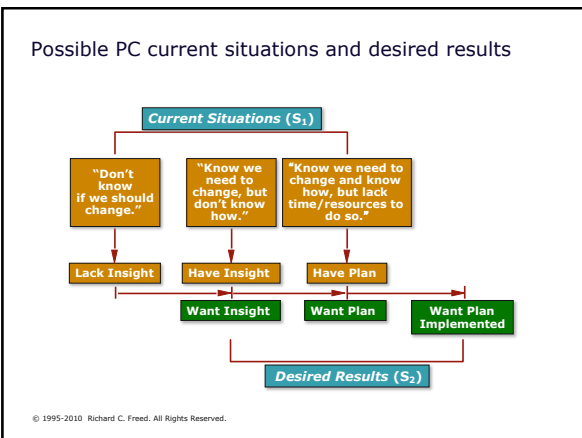 Possible PC current situations and desired results
Current Situations (S₁)
“Don’t
know
if we should
change.”
“Know we
need to
change, but
don’t know
how.”
“Know we need to
change and know
how, but lack
time/resources to
do so.”
Lack Insight
Have Insight
Have Plan
Want Insight
Want Plan
Want Plan
Implemented
Desired Results (S₂)
© 1995-2010 Richard C. Freed. All Rights Reserved.